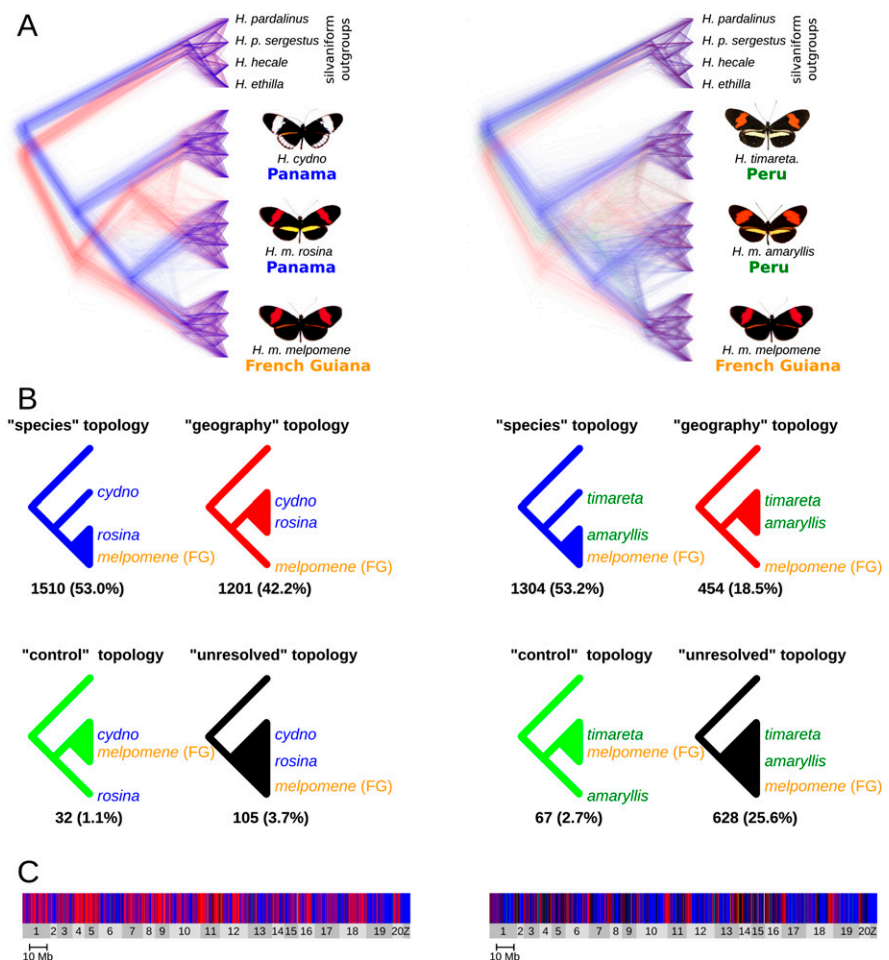 A
H. pardalinus
H. p. sergestus
H. hecale
H. ethilla
silvaniform
outgroups
H. cydno
Panama
H. m. rosina
Panama
H. m. melpomene
French Guiana
H. pardalinus
H. p. sergestus
H. hecale
H. ethilla
silvaniform
outgroups
H. timareta.
Peru
H. m. amaryllis
Peru
H. m. melpomene
French Guiana
B
"species" topology
cydno
rosina
melpomene (FG)
1510 (53.0%)
"geography" topology
cydno
rosina
melpomene (FG)
1201 (42.2%)
"species" topology
timareta
amaryllis
melpomene (FG)
1304 (53.2%)
"geography" topology
timareta
amaryllis
melpomene (FG)
454 (18.5%)
"control" topology
cydno
melpomene (FG)
rosina
32 (1.1%)
"unresolved" topology
cydno
rosina
melpomene (FG)
105 (3.7%)
"control" topology
timareta
melpomene (FG)
amaryllis
67 (2.7%)
"unresolved" topology
timareta
amaryllis
melpomene (FG)
628 (25.6%)
C
1 2 3 4 5 6 7 8 9 10 11 12 13 14 15 16 17 18 19 20Z
10 Mb
1 2 3 4 5 6 7 8 9 10 11 12 13 14 15 16 17 18 19 20Z
10 Mb